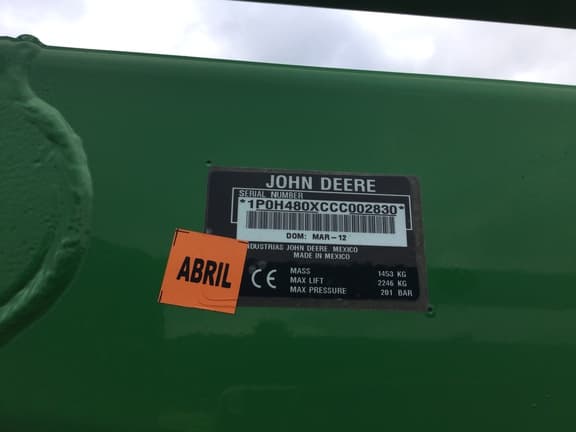 JOHN DEERE
SERIAL NUMBER
*1P0H480XCCC002830*
DOM: MAR-12
DUSTRIAS JOHN DEERE MEXICO
MADE IN MEXICO
ABRIL
CE
MASS 1453 KG
MAX LIFT 2246 KG
MAX PRESSURE 201 BAR